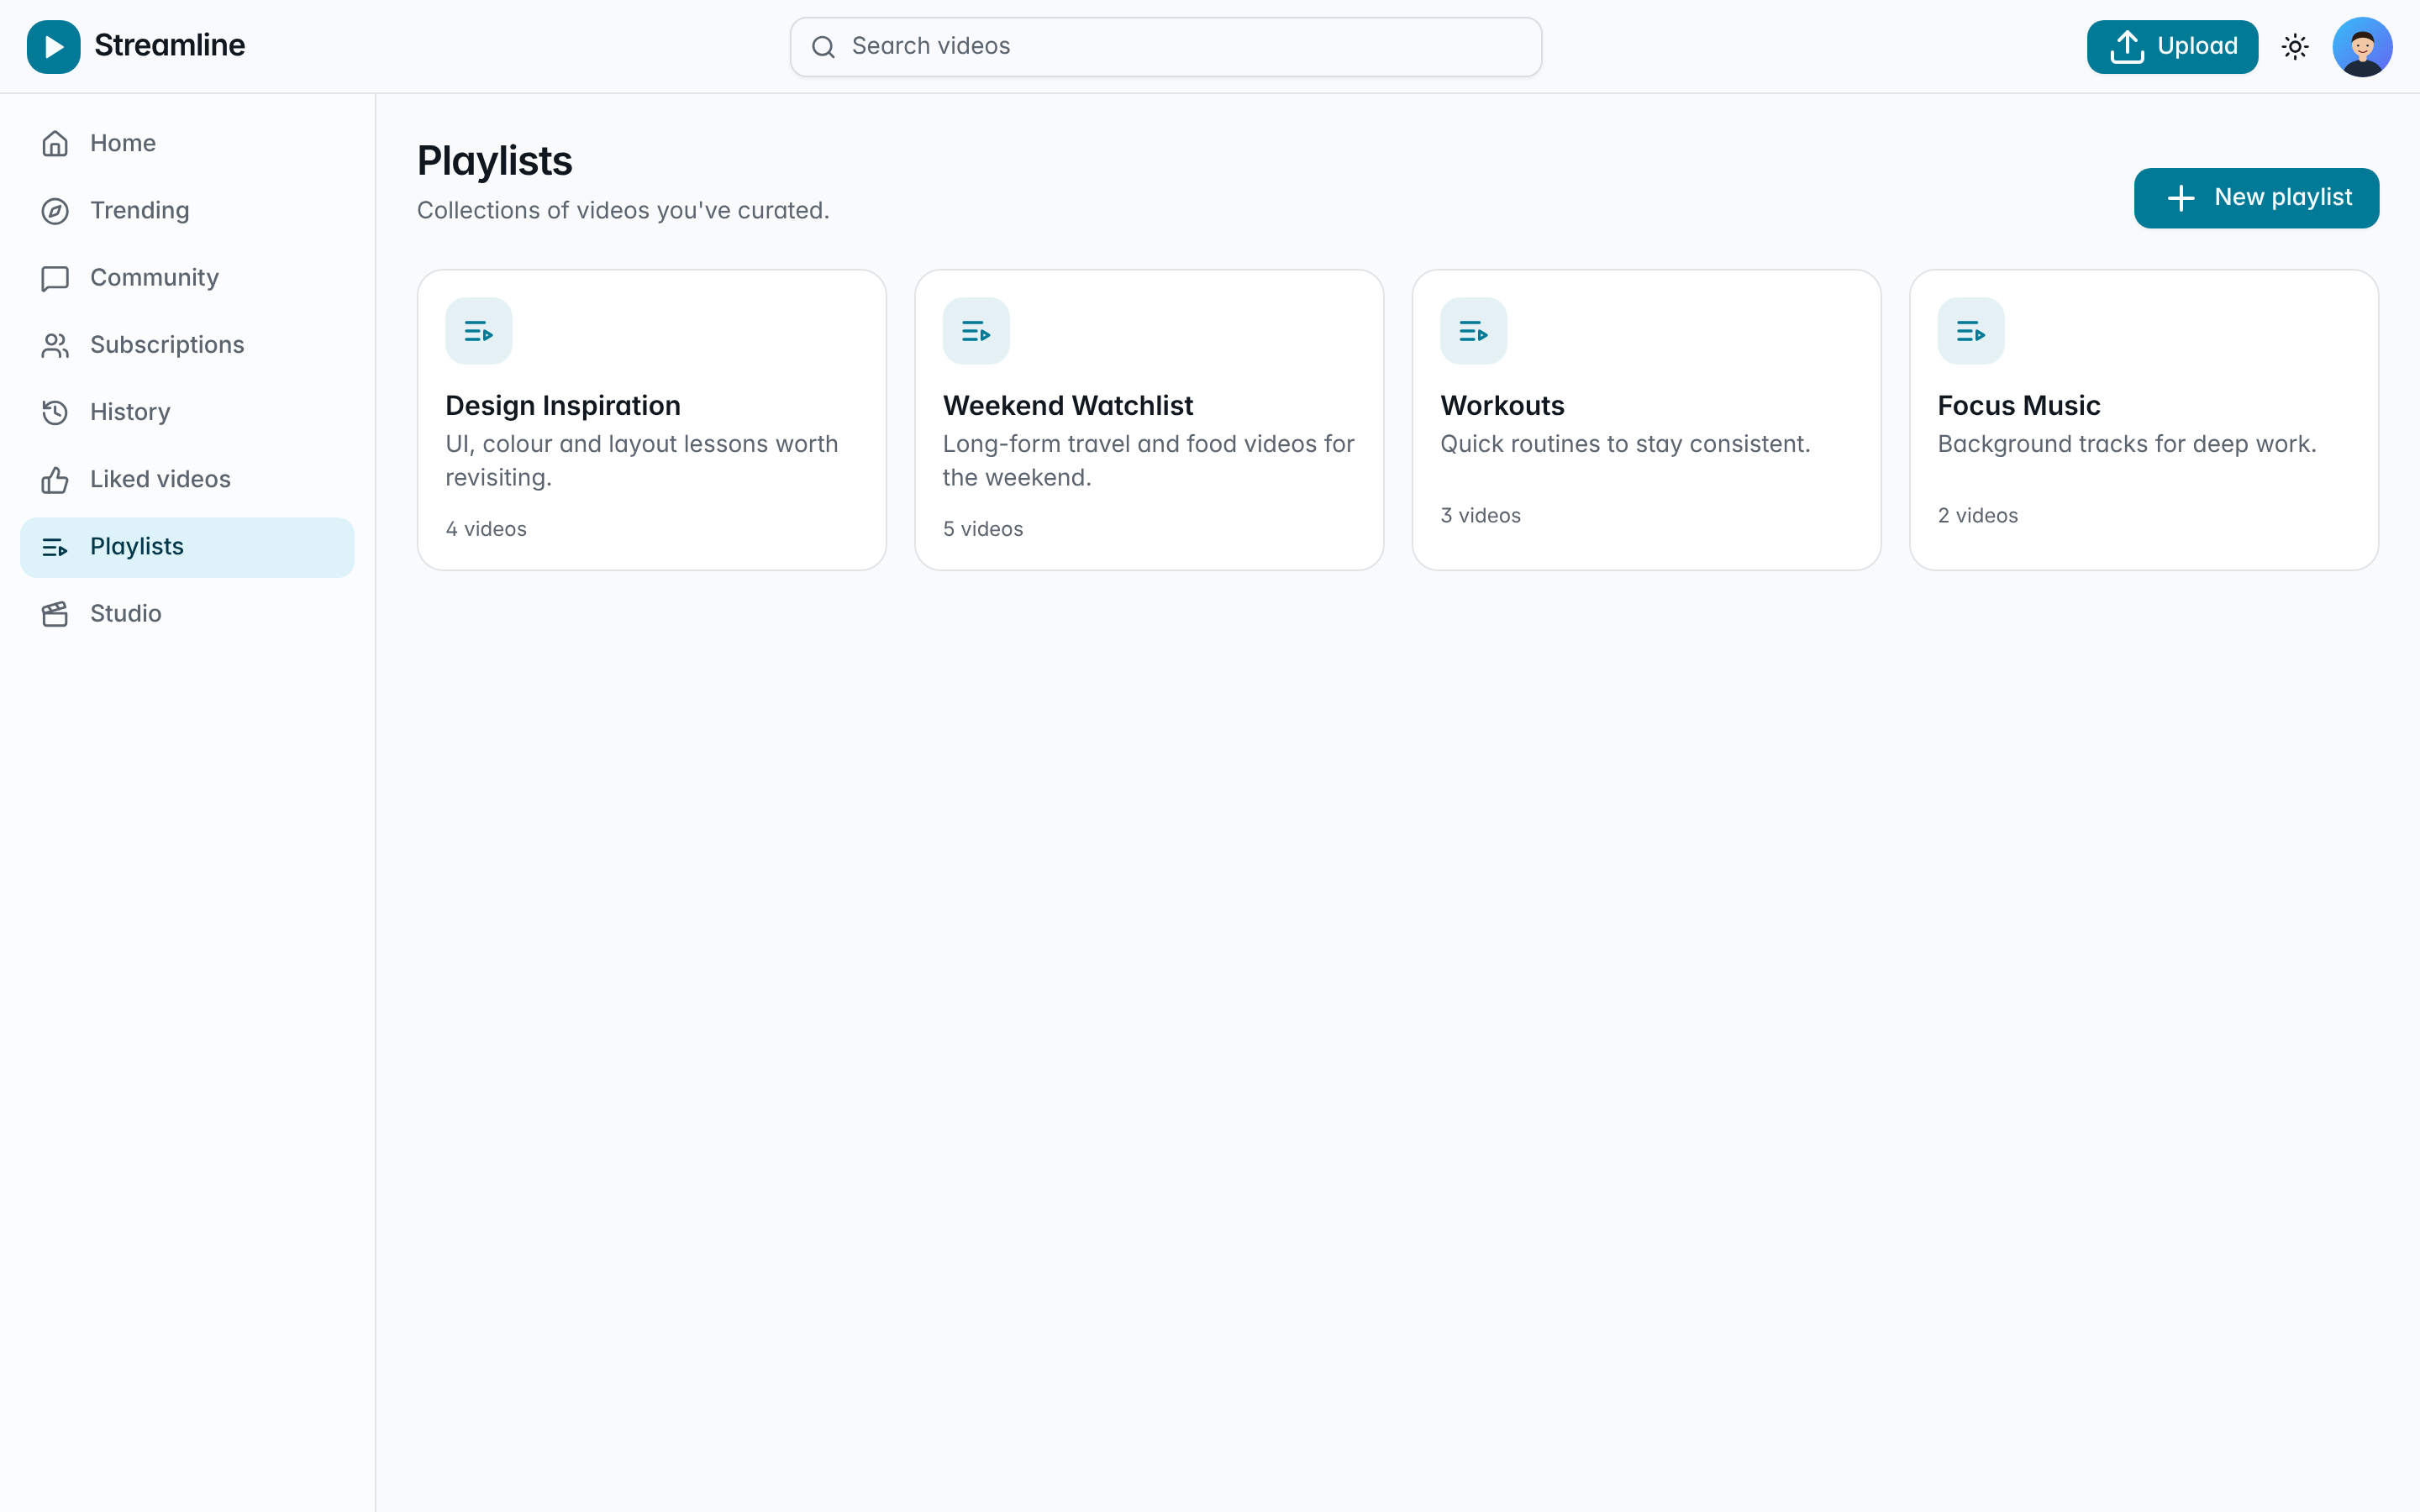 Streamline
Search videos
Upload
Home
Trending
Community
Subscriptions
History
Liked videos
Playlists
Studio
Playlists
Collections of videos you've curated.
New playlist
Design Inspiration
UI, colour and layout lessons worth
revisiting.
4 videos
Weekend Watchlist
Long-form travel and food videos for
the weekend.
5 videos
Workouts
Quick routines to stay consistent.
3 videos
Focus Music
Background tracks for deep work.
2 videos